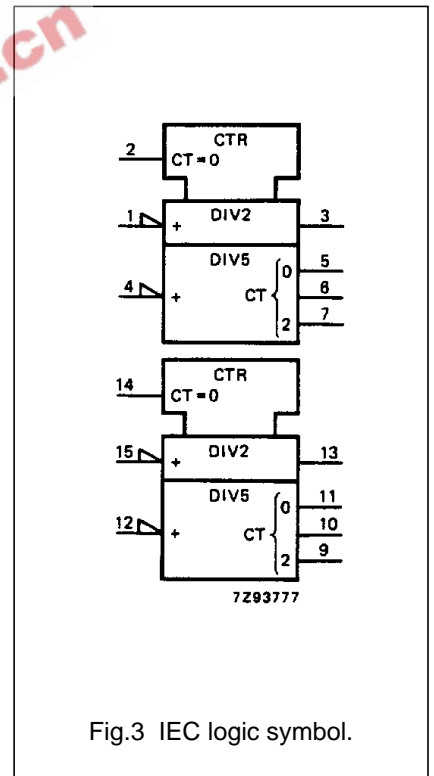 .cn
CTR
2 CT=0
1 + DIV2 3
DIV5
0 5
4 + CT 6
2 7
CTR
14 CT=0
15 + DIV2 13
DIV5
0 11
12 + CT 10
2 9
7Z93777
Fig.3 IEC logic symbol.